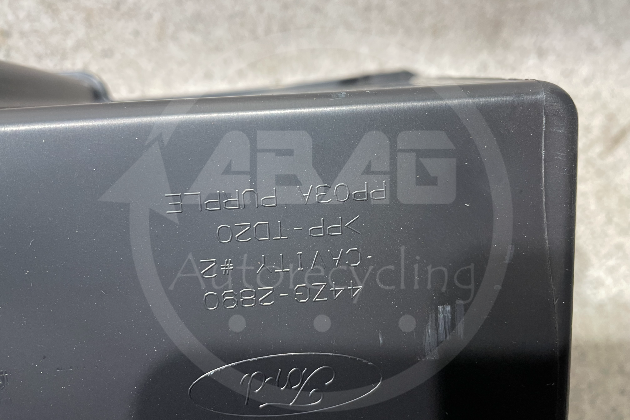 ABAG
Autorecycling
Ford
44ZG-2890
CAVITY #2
>PP-TD20
PP03A PURPLE